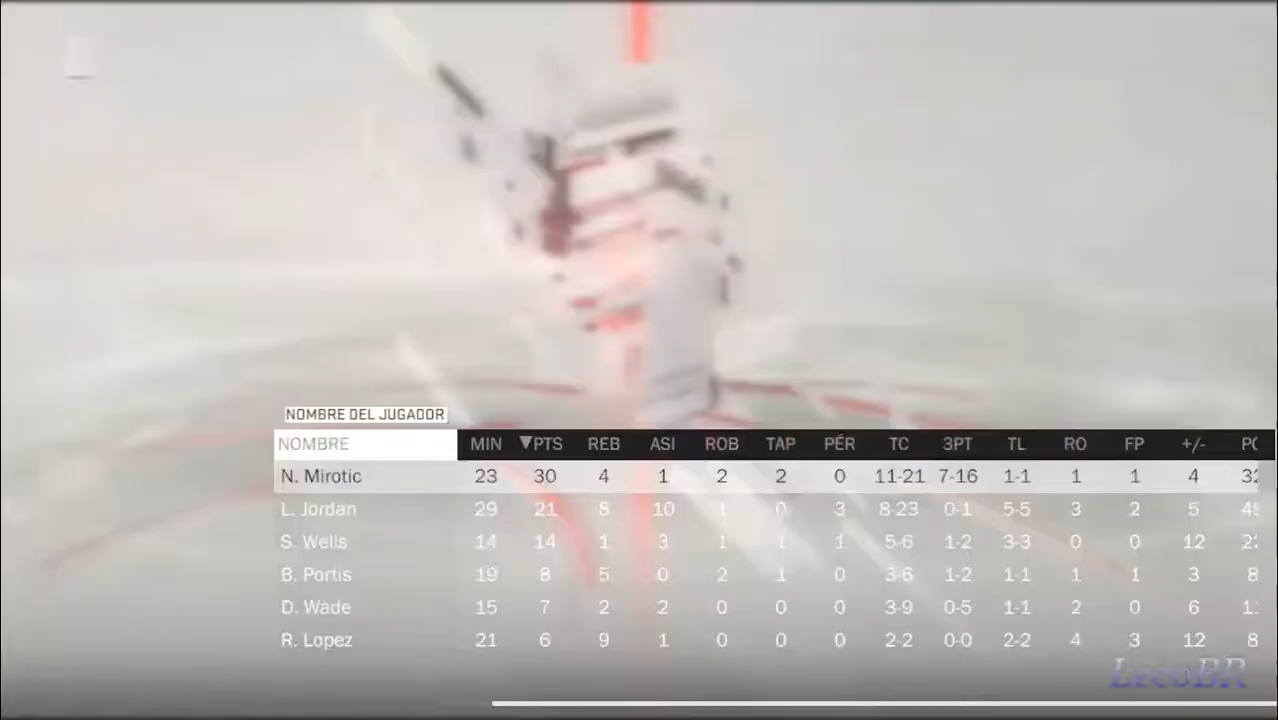 NOMBRE DEL JUGADOR
NOMBRE MIN ▼PTS REB ASI ROB TAP PÉR TC 3PT TL RO FP +/-
N. Mirotic 23 30 4 1 2 2 0 11-21 7-16 1-1 1 1 4
L. Jordan 29 21 8 10 1 0 3 8-23 0-1 5-5 3 2 5
S. Wells 14 14 1 3 1 1 1 5-6 1-2 3-3 0 0 12
B. Portis 19 8 5 0 2 1 0 3-6 1-2 1-1 1 1 3 8
D. Wade 15 7 2 2 0 0 0 3-9 0-5 1-1 2 0 6
R. Lopez 21 6 9 1 0 0 0 2-2 0-0 2-2 4 3 12 8
LecoBR